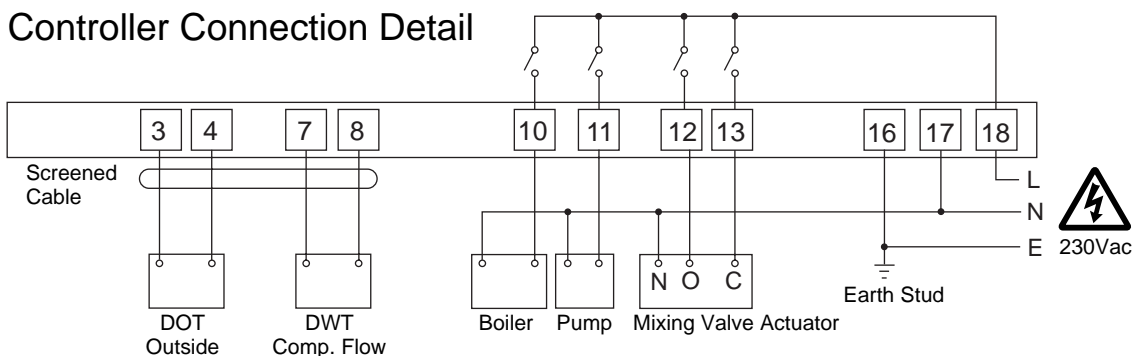 Controller Connection Detail
3 4 7 8 10 11 12 13 16 17 18
Screened
Cable
L
N
E
230Vac
N O C
Earth Stud
DOT
Outside
DWT
Comp. Flow
Boiler
Pump
Mixing Valve Actuator